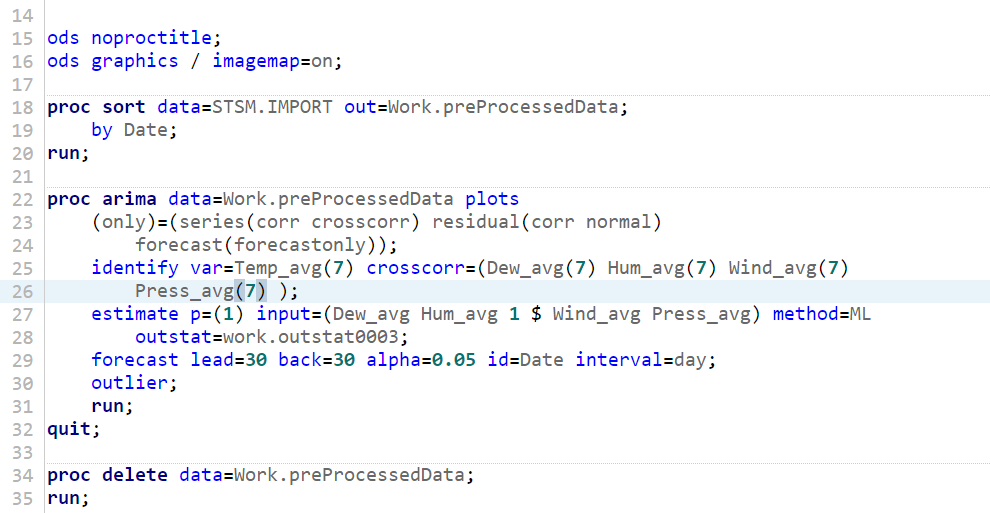 14
15 ods noproctitle;
16 ods graphics / imagemap=on;
17
18 proc sort data=STSM.IMPORT out=Work.preProcessedData;
19     by Date;
20 run;
21
22 proc arima data=Work.preProcessedData plots
23     (only)=(series(corr crosscorr) residual(corr normal)
24         forecast(forecastonly));
25     identify var=Temp_avg(7) crosscorr=(Dew_avg(7) Hum_avg(7) Wind_avg(7)
26         Press_avg(7) );
27     estimate p=(1) input=(Dew_avg Hum_avg 1 $ Wind_avg Press_avg) method=ML
28         outstat=work.outstat0003;
29     forecast lead=30 back=30 alpha=0.05 id=Date interval=day;
30     outlier;
31     run;
32 quit;
33
34 proc delete data=Work.preProcessedData;
35 run;